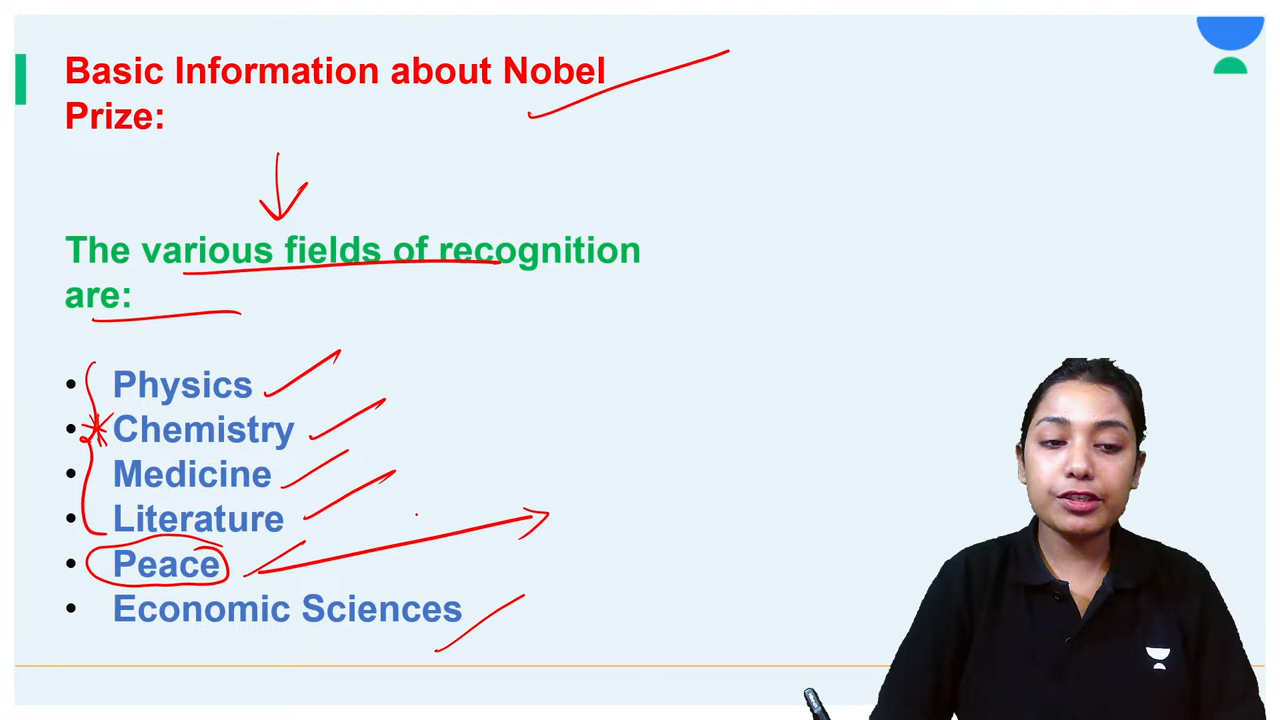 Basic Information about Nobel
Prize:
The various fields of recognition
are:
• Physics
• Chemistry
• Medicine
• Literature
• Peace
• Economic Sciences